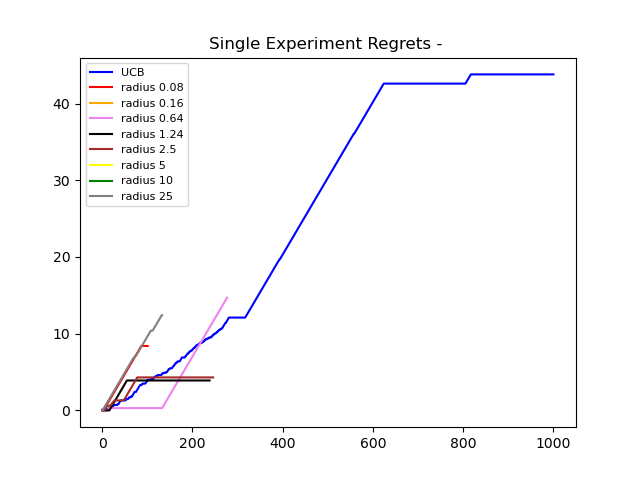 Single Experiment Regrets -
UCB
radius 0.08
radius 0.16
radius 0.64
radius 1.24
radius 2.5
radius 5
radius 10
radius 25
40
30
20
10
0
0 200 400 600 800 1000